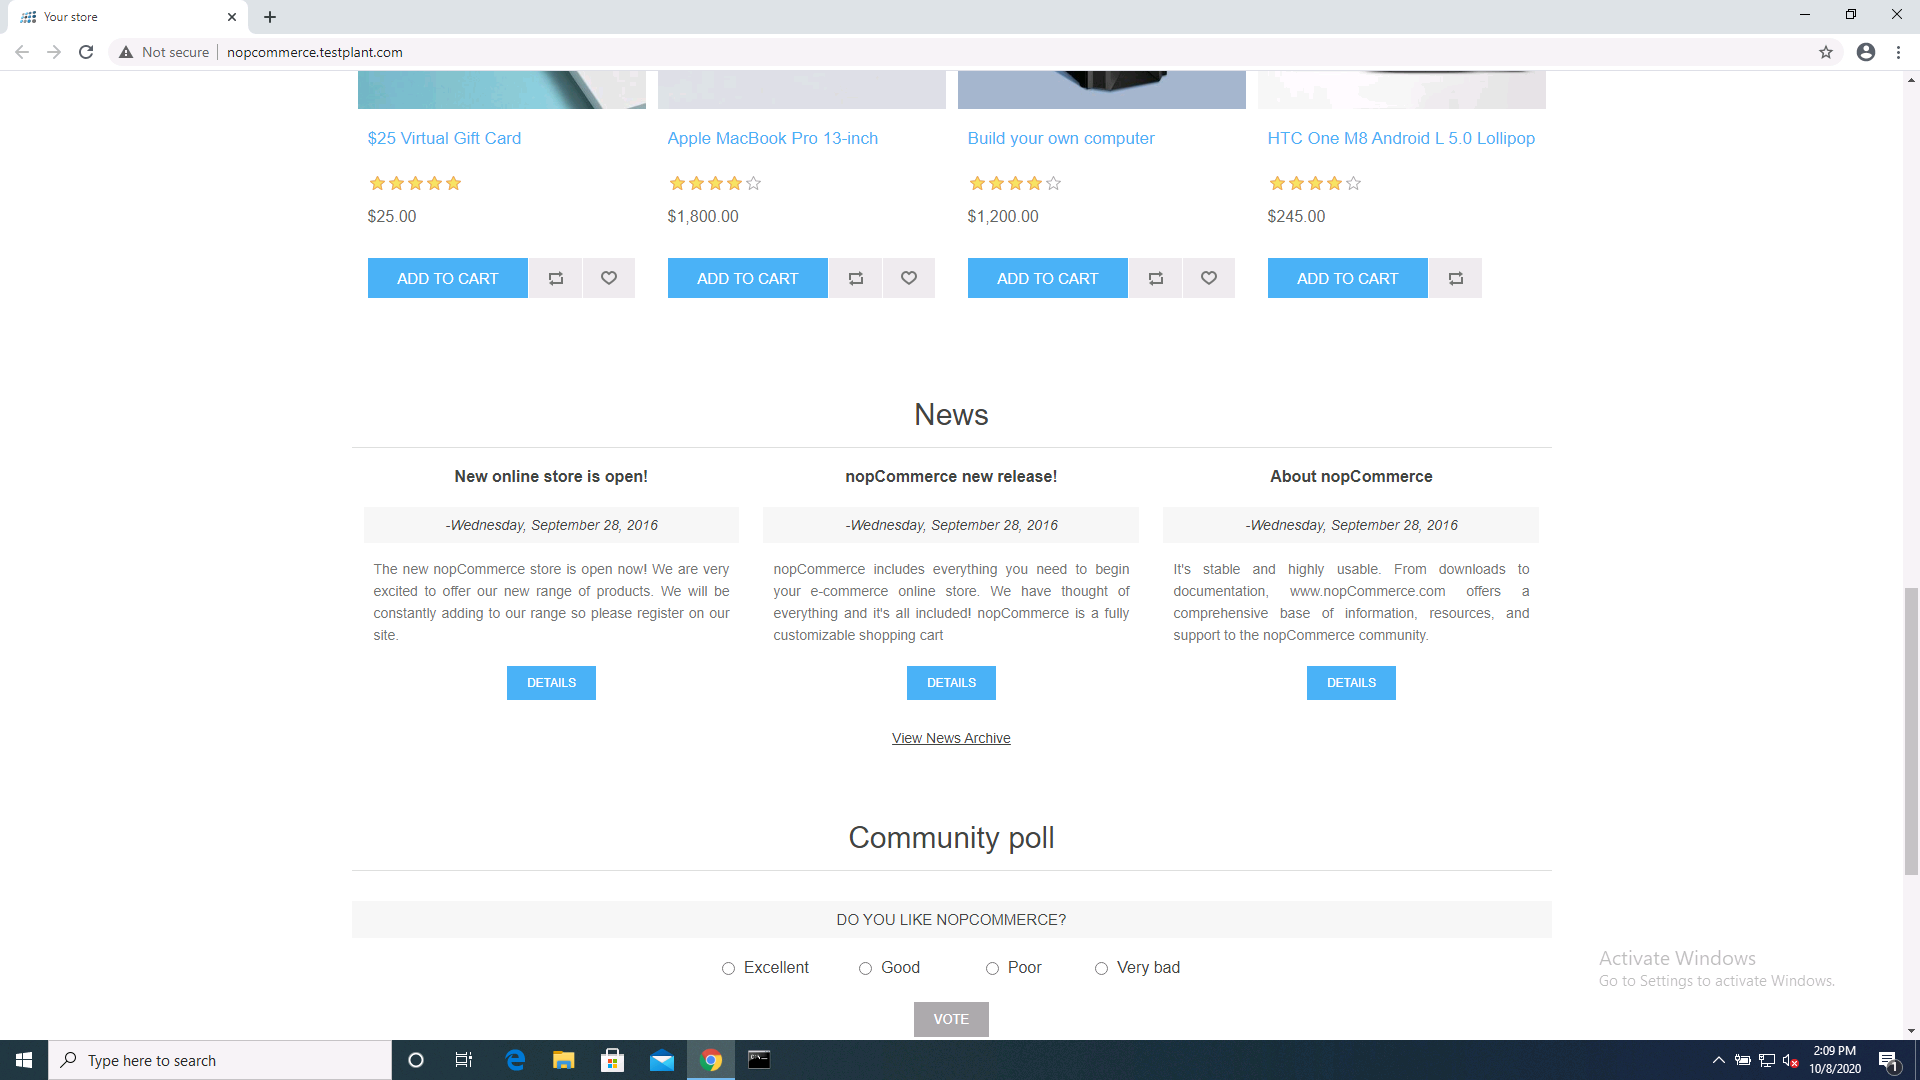 Your store
Not secure nopcommerce.testplant.com
$25 Virtual Gift Card Apple MacBook Pro 13-inch Build your own computer HTC One M8 Android L 5.0 Lollipop
$25.00 $1,800.00 $1,200.00 $245.00
ADD TO CART ADD TO CART ADD TO CART ADD TO CART
News
New online store is open!
-Wednesday, September 28, 2016
The new nopCommerce store is open now! We are very
excited to offer our new range of products. We will be
constantly adding to our range so please register on our
site.
DETAILS
nopCommerce new release!
-Wednesday, September 28, 2016
nopCommerce includes everything you need to begin
your e-commerce online store. We have thought of
everything and it's all included! nopCommerce is a fully
customizable shopping cart
DETAILS
About nopCommerce
-Wednesday, September 28, 2016
It's stable and highly usable. From downloads to
documentation, www.nopCommerce.com offers a
comprehensive base of information, resources, and
support to the nopCommerce community.
DETAILS
View News Archive
Community poll
DO YOU LIKE NOPCOMMERCE?
Excellent Good Poor Very bad
VOTE
Activate Windows
Go to Settings to activate Windows.
Type here to search
2:09 PM
10/8/2020
1